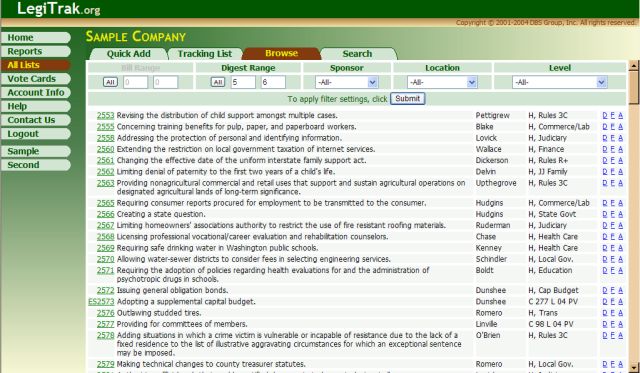 LegiTrak.org
Copyright © 2001-2004 DBS Group, Inc. All rights reserved.
Home
Reports
All Lists
Vote Cards
Account Info
Help
Contact Us
Logout
Sample
Second
SAMPLE COMPANY
Quick Add Tracking List Browse Search
Bill Range Digest Range Sponsor Location Level
All 0 0 All 5 6 -All- -All- -All-
To apply filter settings, click Submit
2553 Revising the distribution of child support amongst multiple cases. Pettigrew H, Rules 3C D F A
2555 Concerning training benefits for pulp, paper, and paperboard workers. Blake H, Commerce/Lab D F A
2558 Addressing the protection of personal and identifying information. Lovick H, Judiciary D F A
2560 Extending the restriction on local government taxation of internet services. Wallace H, Finance D F A
2561 Changing the effective date of the uniform interstate family support act. Dickerson H, Rules R+ D F A
2562 Limiting denial of paternity to the first two years of a child's life. Delvin H, JJ Family D F A
2563 Providing nonagricultural commercial and retail uses that support and sustain agricultural operations on Upthegrove H, Rules 3C D F A
designated agricultural lands of long-term significance.
2565 Requiring consumer reports procured for employment to be transmitted to the consumer. Hudgins H, Commerce/Lab D F A
2566 Creating a state question. Hudgins H, State Govt D F A
2567 Limiting homeowners' associations authority to restrict the use of fire resistant roofing materials. Ruderman H, Judiciary D F A
2568 Licensing professional vocational/career evaluation and rehabilitation counselors. Chase H, Health Care D F A
2569 Requiring safe drinking water in Washington public schools. Kenney H, Health Care D F A
2570 Allowing water-sewer districts to consider fees in selecting engineering services. Schindler H, Local Gov. D F A
2571 Requiring the adoption of policies regarding health evaluations for and the administration of Boldt H, Education D F A
psychotropic drugs in schools.
2572 Issuing general obligation bonds. Dunshee H, Cap Budget D F A
ES2573 Adopting a supplemental capital budget. Dunshee C 277 L 04 PV D F A
2576 Outlawing studded tires. Romero H, Trans D F A
2577 Providing for committees of members. Linville C 98 L 04 PV D F A
2578 Adding situations in which a crime victim is vulnerable or incapable of resistance due to the lack of a O'Brien H, Rules 3C D F A
fixed residence to the list of illustrative aggravating circumstances for which an exceptional sentence
may be imposed.
2579 Making technical changes to county treasurer statutes. Romero H, Local Gov. D F A